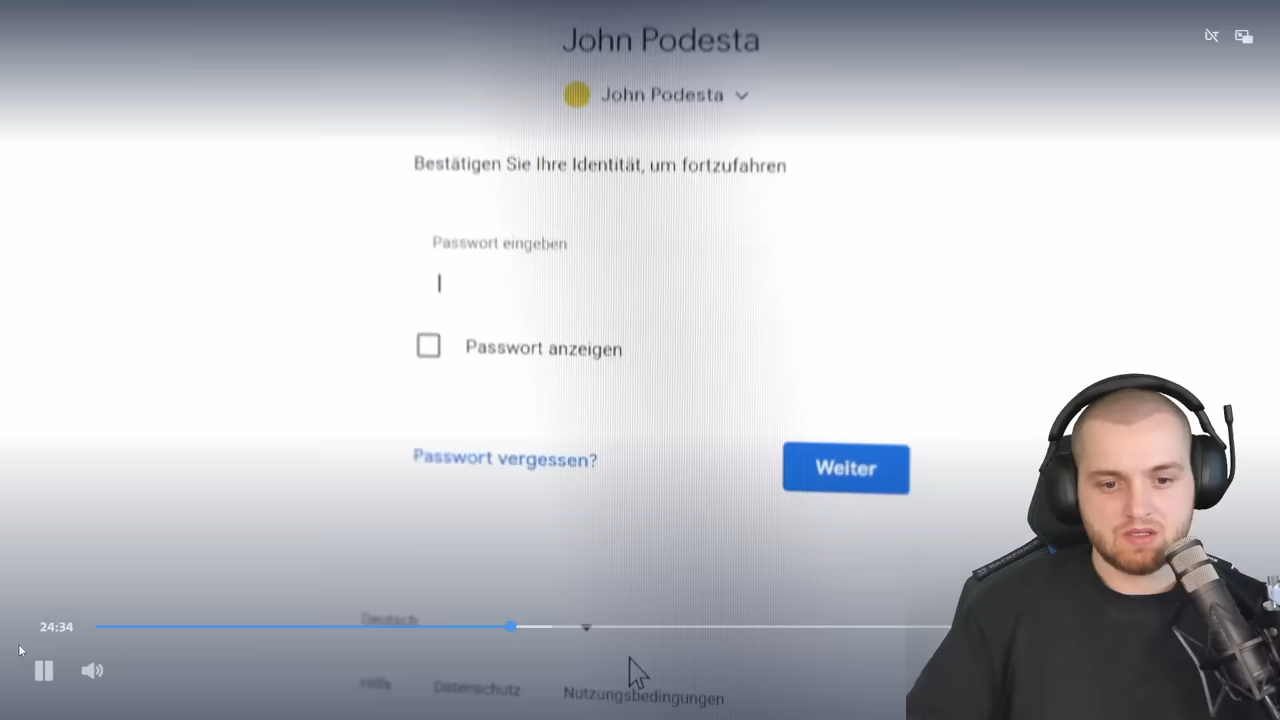 John Podesta
John Podesta
Bestätigen Sie Ihre Identität, um fortzufahren
Passwort eingeben
Passwort anzeigen
Passwort vergessen?
Weiter
Deutsch
24:34
Hilfe
Datenschutz
Nutzungsbedingungen